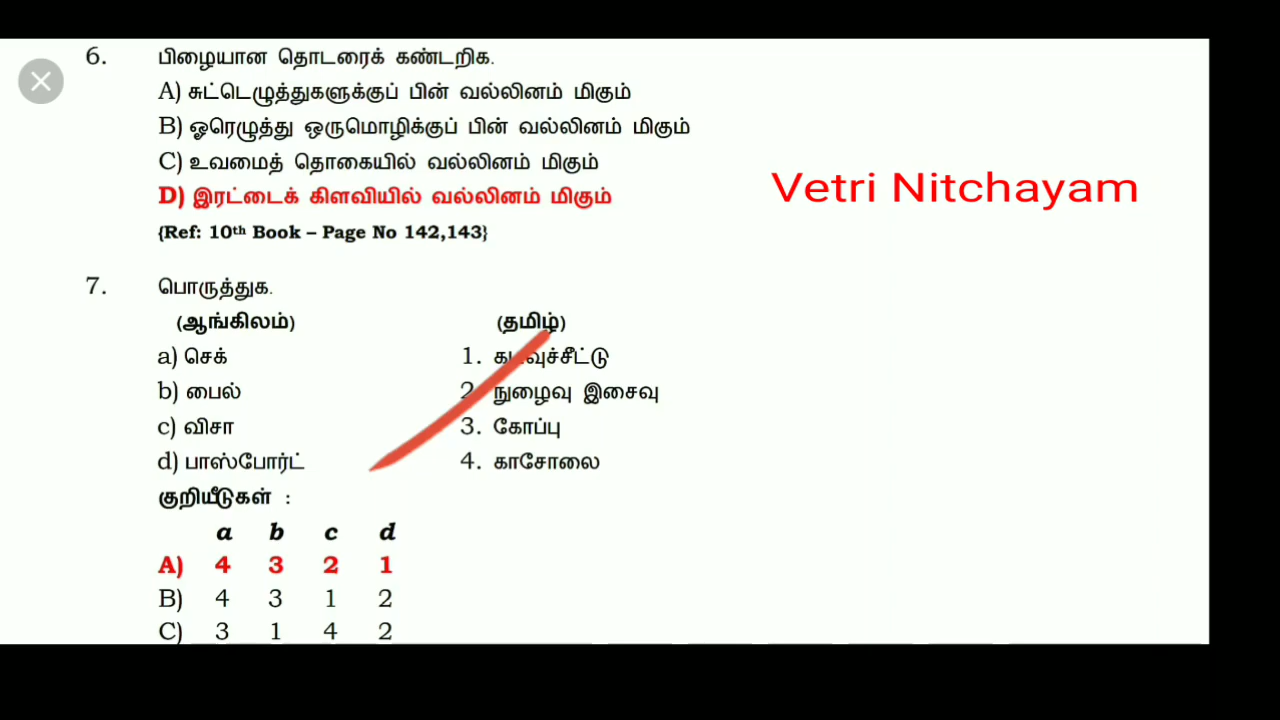 6. பிழையான தொடரைக் கண்டறிக.
A) சுட்டெழுத்துகளுக்குப் பின் வல்லினம் மிகும்
B) ஓரெழுத்து ஒருமொழிக்குப் பின் வல்லினம் மிகும்
C) உவமைத் தொகையில் வல்லினம் மிகும்
D) இரட்டைக் கிளவியில் வல்லினம் மிகும்
Vetri Nitchayam
{Ref: 10th Book – Page No 142,143}
7. பொருத்துக.
(ஆங்கிலம்) (தமிழ்)
a) செக் 1. கடவுச்சீட்டு
b) பைல் 2. நுழைவு இசைவு
c) விசா 3. கோப்பு
d) பாஸ்போர்ட் 4. காசோலை
குறியீடுகள் :
a b c d
A) 4 3 2 1
B) 4 3 1 2
C) 3 1 4 2